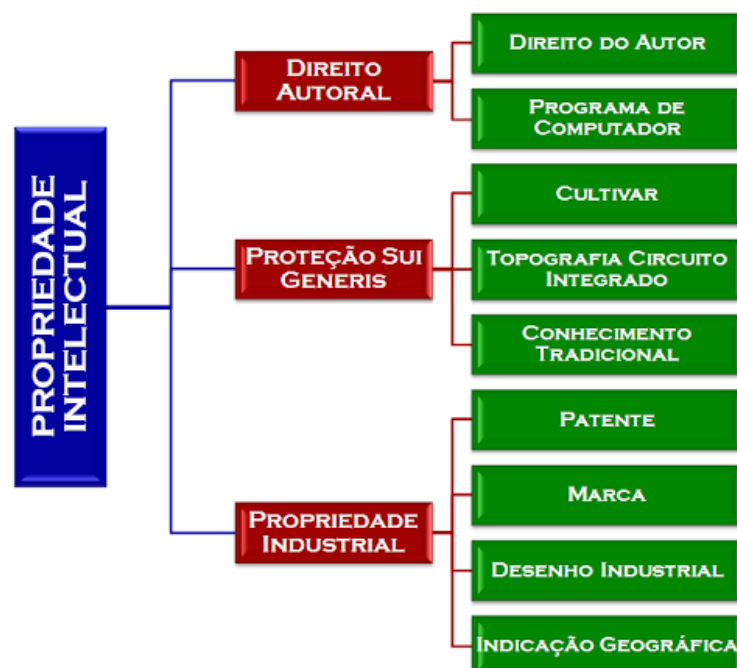 PROPRIEDADE
INTELECTUAL
DIREITO
AUTORAL
DIREITO DO AUTOR
PROGRAMA DE
COMPUTADOR
PROTEÇÃO SUI
GENERIS
CULTIVAR
TOPOGRAFIA CIRCUITO
INTEGRADO
CONHECIMENTO
TRADICIONAL
PROPRIEDADE
INDUSTRIAL
PATENTE
MARCA
DESENHO INDUSTRIAL
INDICAÇÃO GEOGRÁFICA